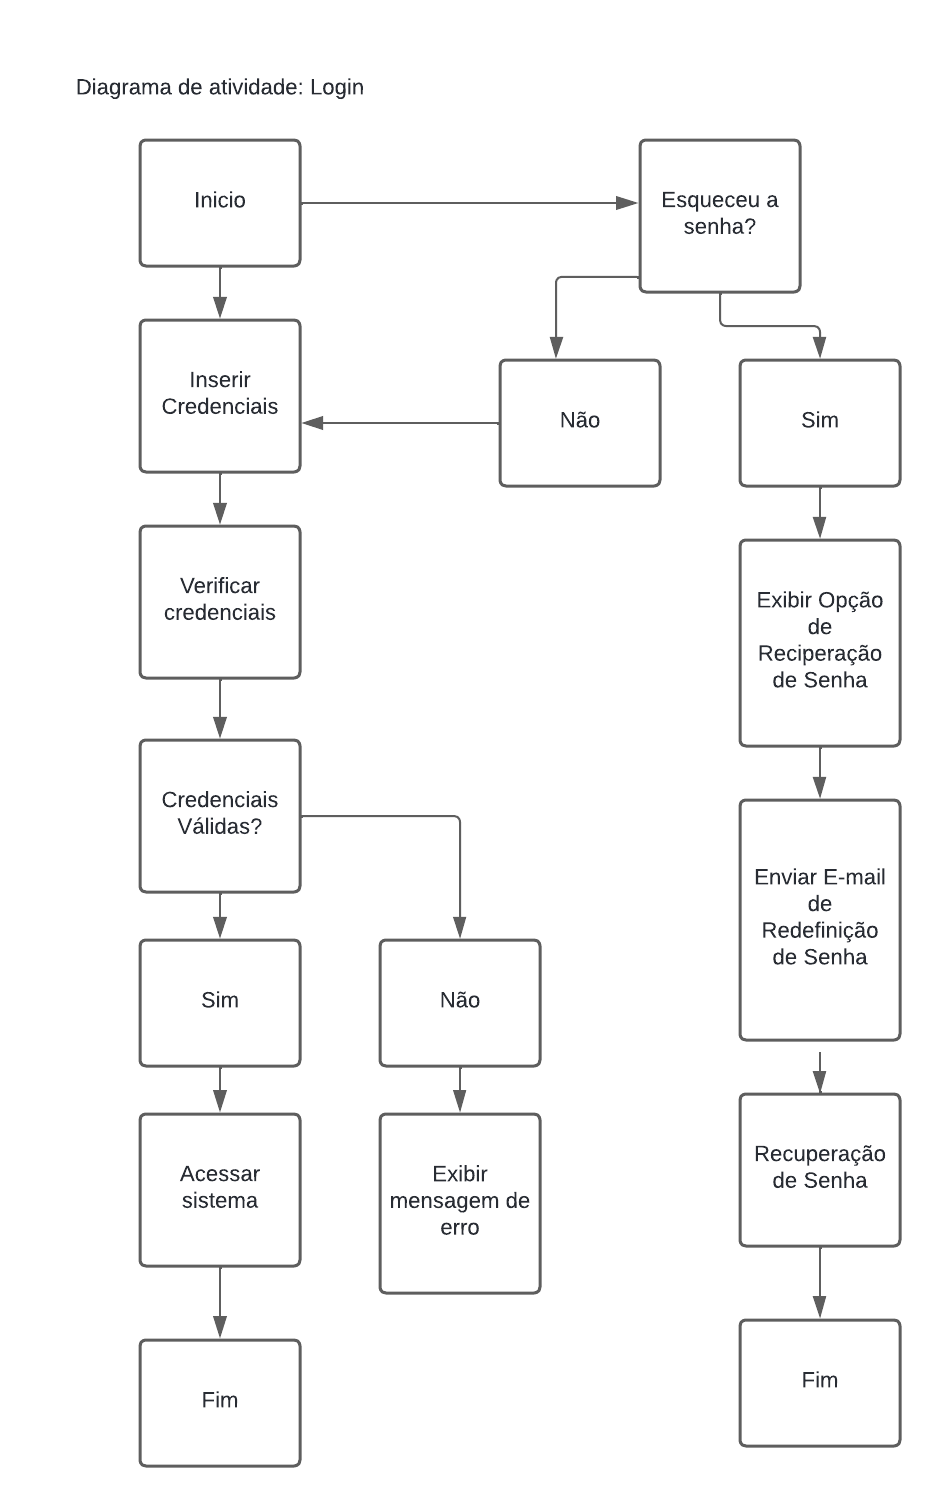 Diagrama de atividade: Login
Inicio
Esqueceu a
senha?
Inserir
Credenciais
Não
Sim
Verificar
credenciais
Exibir Opção
de
Reciperação
de Senha
Credenciais
Válidas?
Enviar E-mail
de
Redefinição
de Senha
Sim
Não
Acessar
sistema
Exibir
mensagem de
erro
Recuperação
de Senha
Fim
Fim